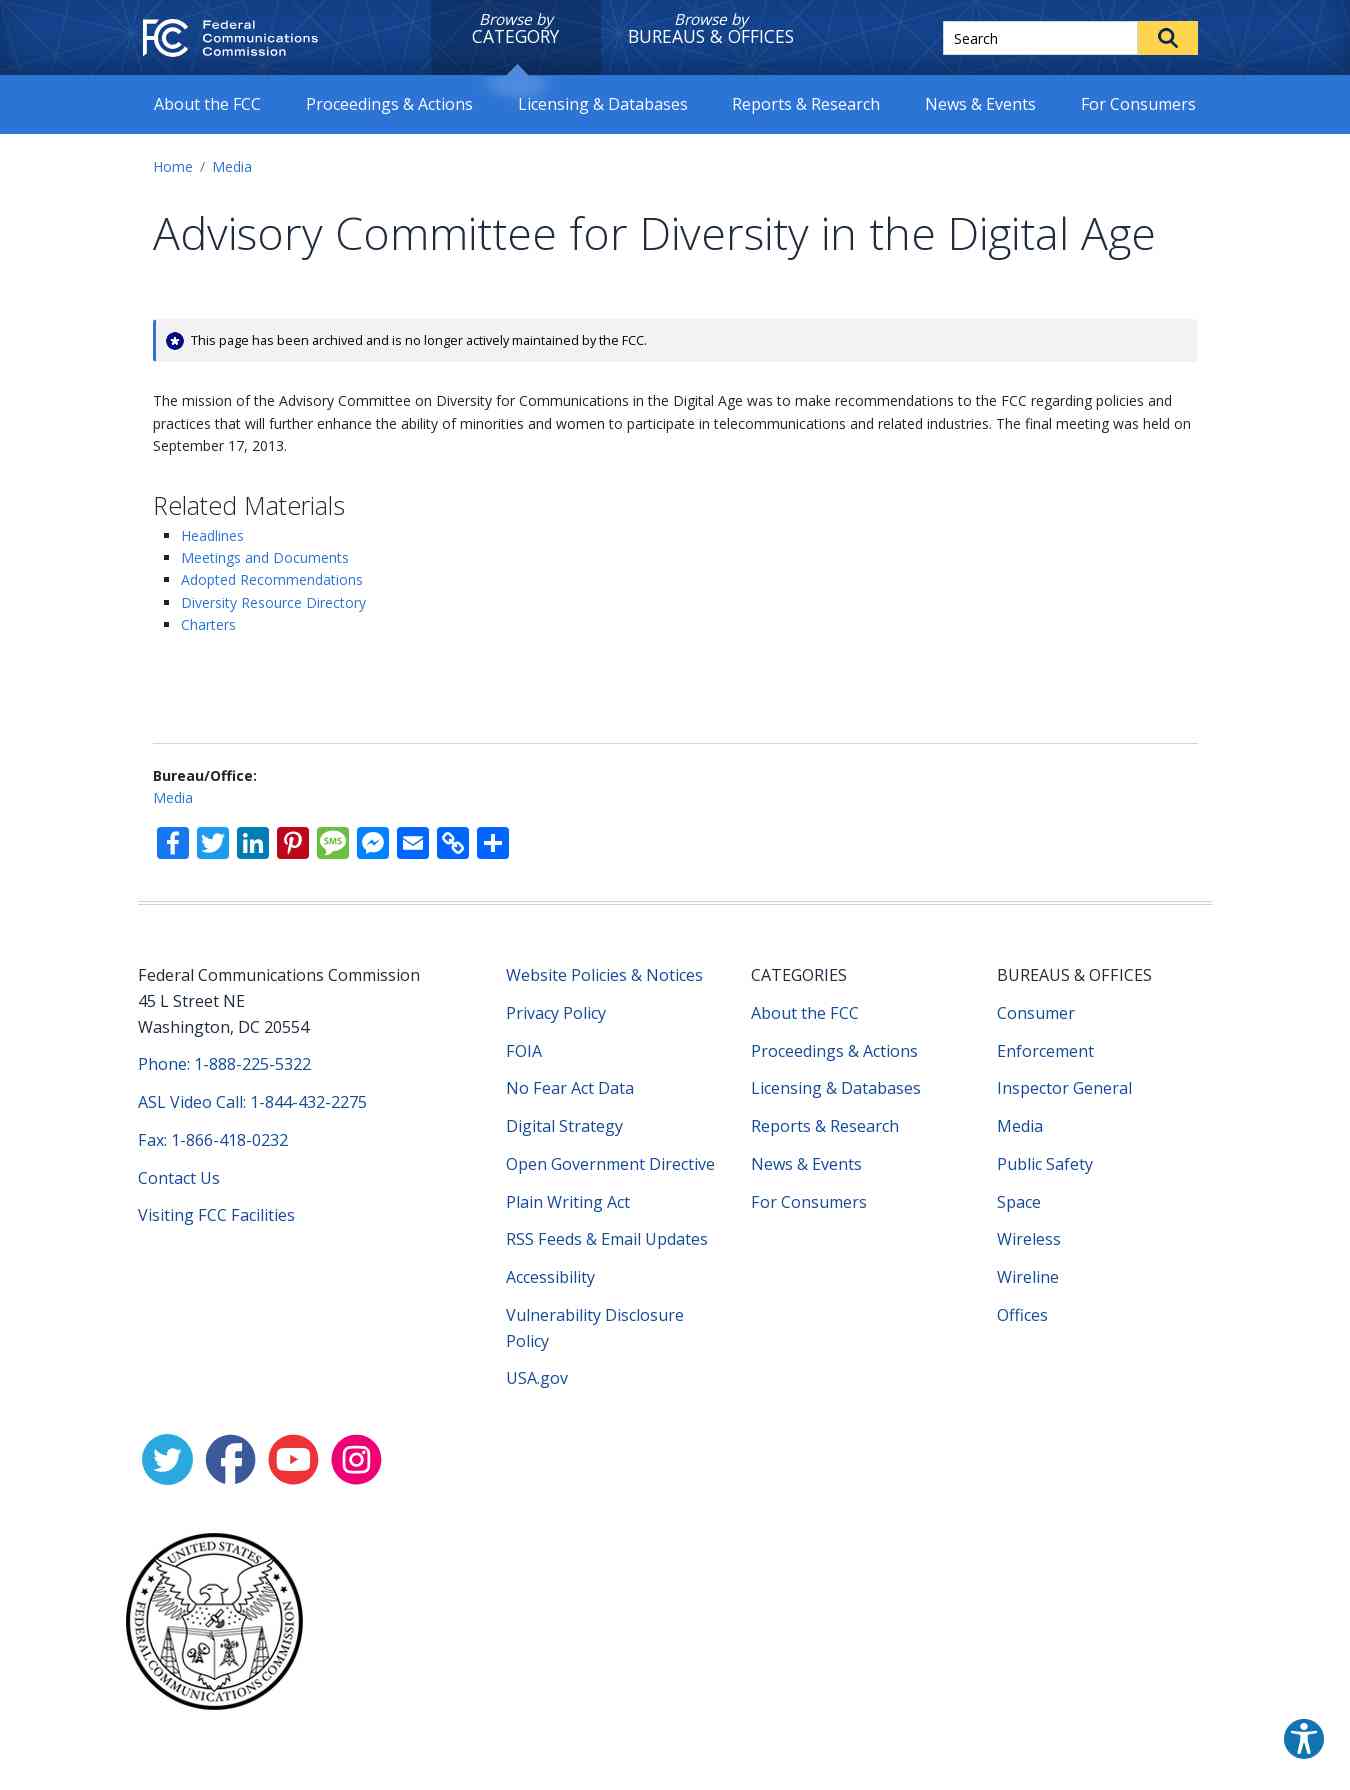 Federal
Communications
Commission
Browse by
CATEGORY
Browse by
BUREAUS & OFFICES
Search
About the FCC
Proceedings & Actions
Licensing & Databases
Reports & Research
News & Events
For Consumers
Home / Media
Advisory Committee for Diversity in the Digital Age
This page has been archived and is no longer actively maintained by the FCC.
The mission of the Advisory Committee on Diversity for Communications in the Digital Age was to make recommendations to the FCC regarding policies and
practices that will further enhance the ability of minorities and women to participate in telecommunications and related industries. The final meeting was held on
September 17, 2013.
Related Materials
Headlines
Meetings and Documents
Adopted Recommendations
Diversity Resource Directory
Charters
Bureau/Office:
Media
SMS
Federal Communications Commission
45 L Street NE
Washington, DC 20554
Phone: 1-888-225-5322
ASL Video Call: 1-844-432-2275
Fax: 1-866-418-0232
Contact Us
Visiting FCC Facilities
Website Policies & Notices
Privacy Policy
FOIA
No Fear Act Data
Digital Strategy
Open Government Directive
Plain Writing Act
RSS Feeds & Email Updates
Accessibility
Vulnerability Disclosure
Policy
USA.gov
CATEGORIES
About the FCC
Proceedings & Actions
Licensing & Databases
Reports & Research
News & Events
For Consumers
BUREAUS & OFFICES
Consumer
Enforcement
Inspector General
Media
Public Safety
Space
Wireless
Wireline
Offices
UNITED STATES
FEDERAL COMMUNICATIONS COMMISSION